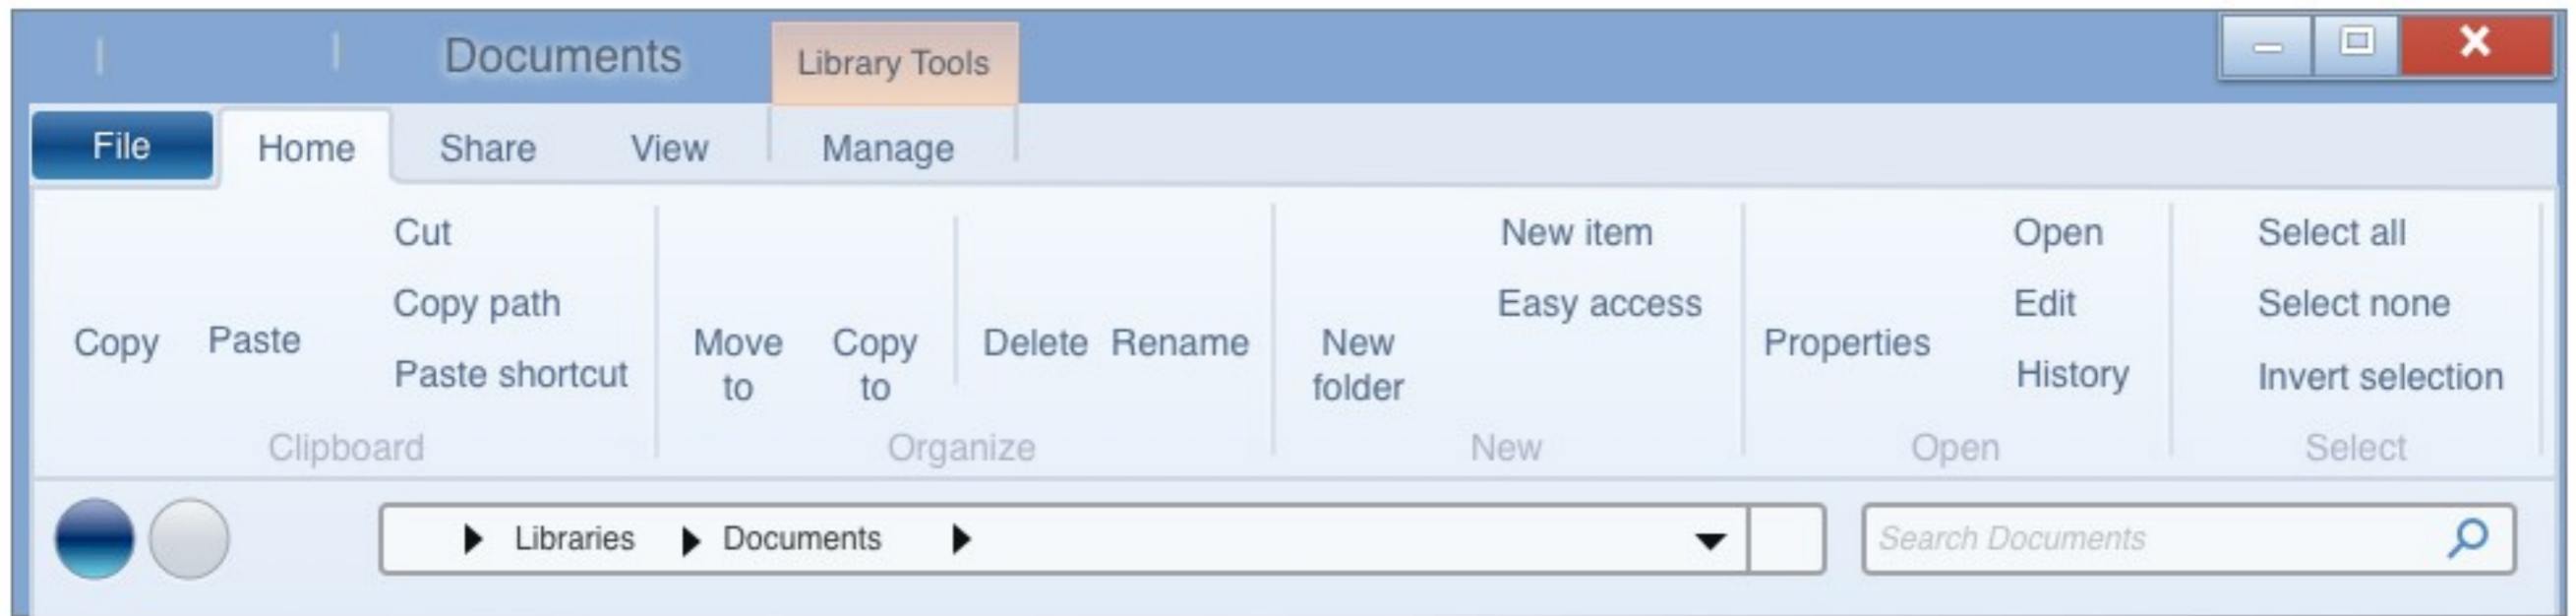 Documents
Library Tools
File Home Share View Manage
Copy
Paste
Cut
Copy path
Paste shortcut
Clipboard
Move
to
Copy
to
Delete
Rename
Organize
New
folder
New item
Easy access
New
Properties
Open
Edit
History
Open
Select all
Select none
Invert selection
Select
Libraries Documents
Search Documents